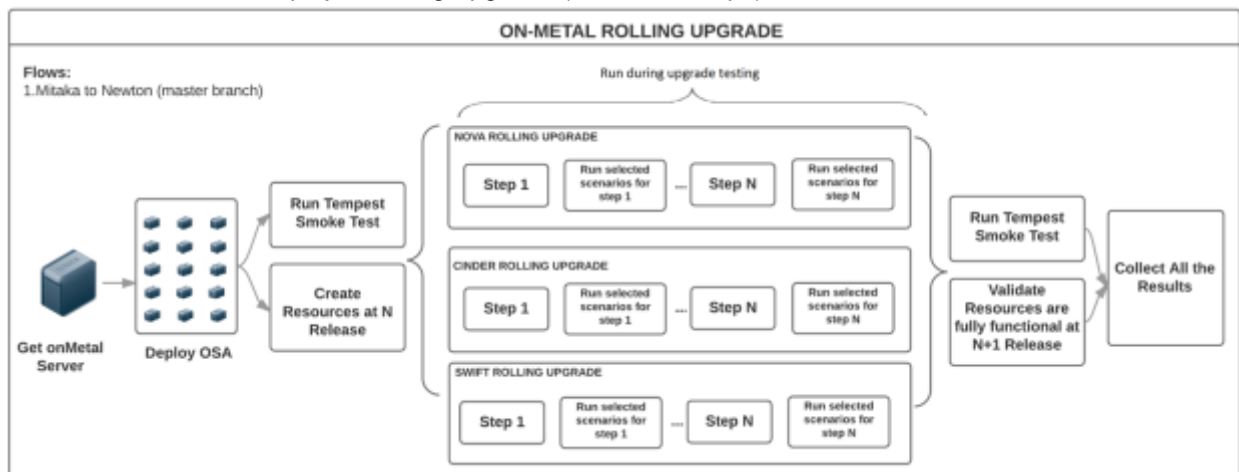 ON-METAL ROLLING UPGRADE
Flows:
1.Mitaka to Newton (master branch)
Run during upgrade testing
Get onMetal
Server
Deploy OSA
Run Tempest
Smoke Test
Create
Resources at N
Release
NOVA ROLLING UPGRADE
Step 1
Run selected
scenarios for
step 1
....
Step N
Run selected
scenarios for
step N
CINDER ROLLING UPGRADE
Step 1
Run selected
scenarios for
step 1
....
Step N
Run selected
scenarios for
step N
SWIFT ROLLING UPGRADE
Step 1
Run selected
scenarios for
step 1
....
Step N
Run selected
scenarios for
step N
Run Tempest
Smoke Test
Validate
Resources are
fully functional at
N+1 Release
Collect All the
Results